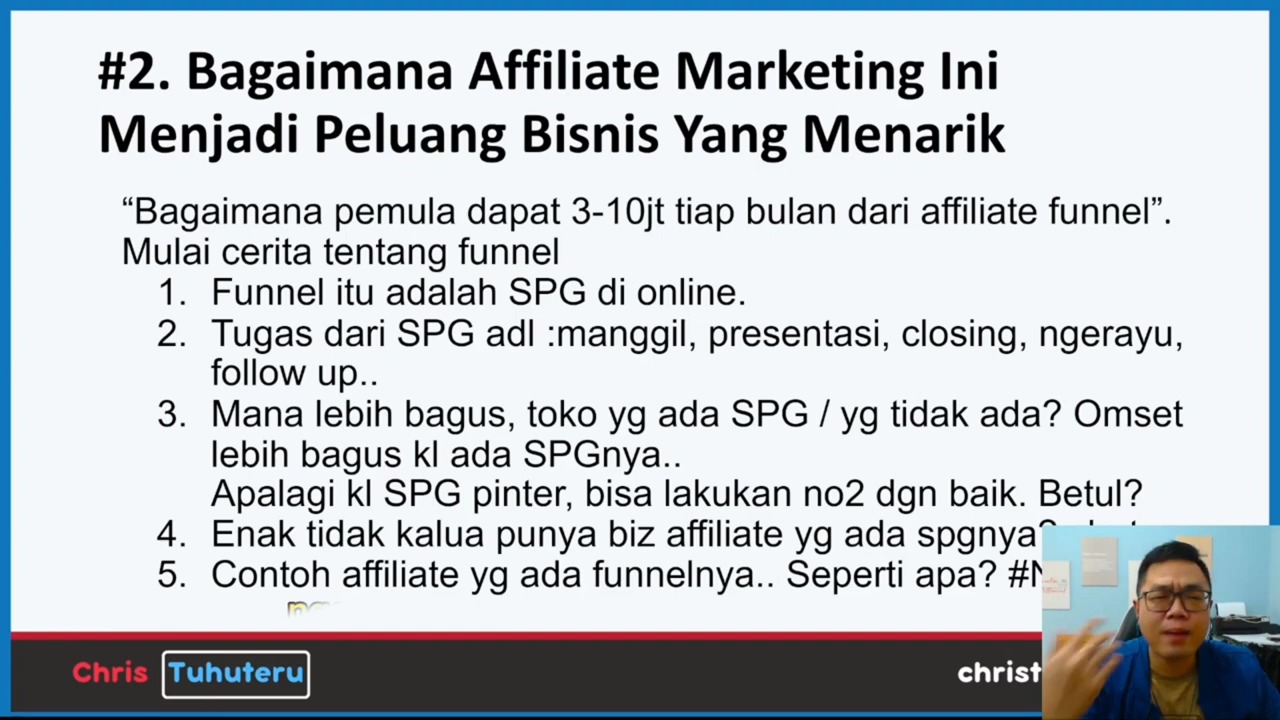 #2. Bagaimana Affiliate Marketing Ini
Menjadi Peluang Bisnis Yang Menarik
“Bagaimana pemula dapat 3-10jt tiap bulan dari affiliate funnel”.
Mulai cerita tentang funnel
1. Funnel itu adalah SPG di online.
2. Tugas dari SPG adl :manggil, presentasi, closing, ngerayu,
follow up..
3. Mana lebih bagus, toko yg ada SPG / yg tidak ada? Omset
lebih bagus kl ada SPGnya..
Apalagi kl SPG pinter, bisa lakukan no2 dgn baik. Betul?
4. Enak tidak kalua punya biz affiliate yg ada spgnya?
5. Contoh affiliate yg ada funnelnya.. Seperti apa?
Chris Tuhuteru
christ